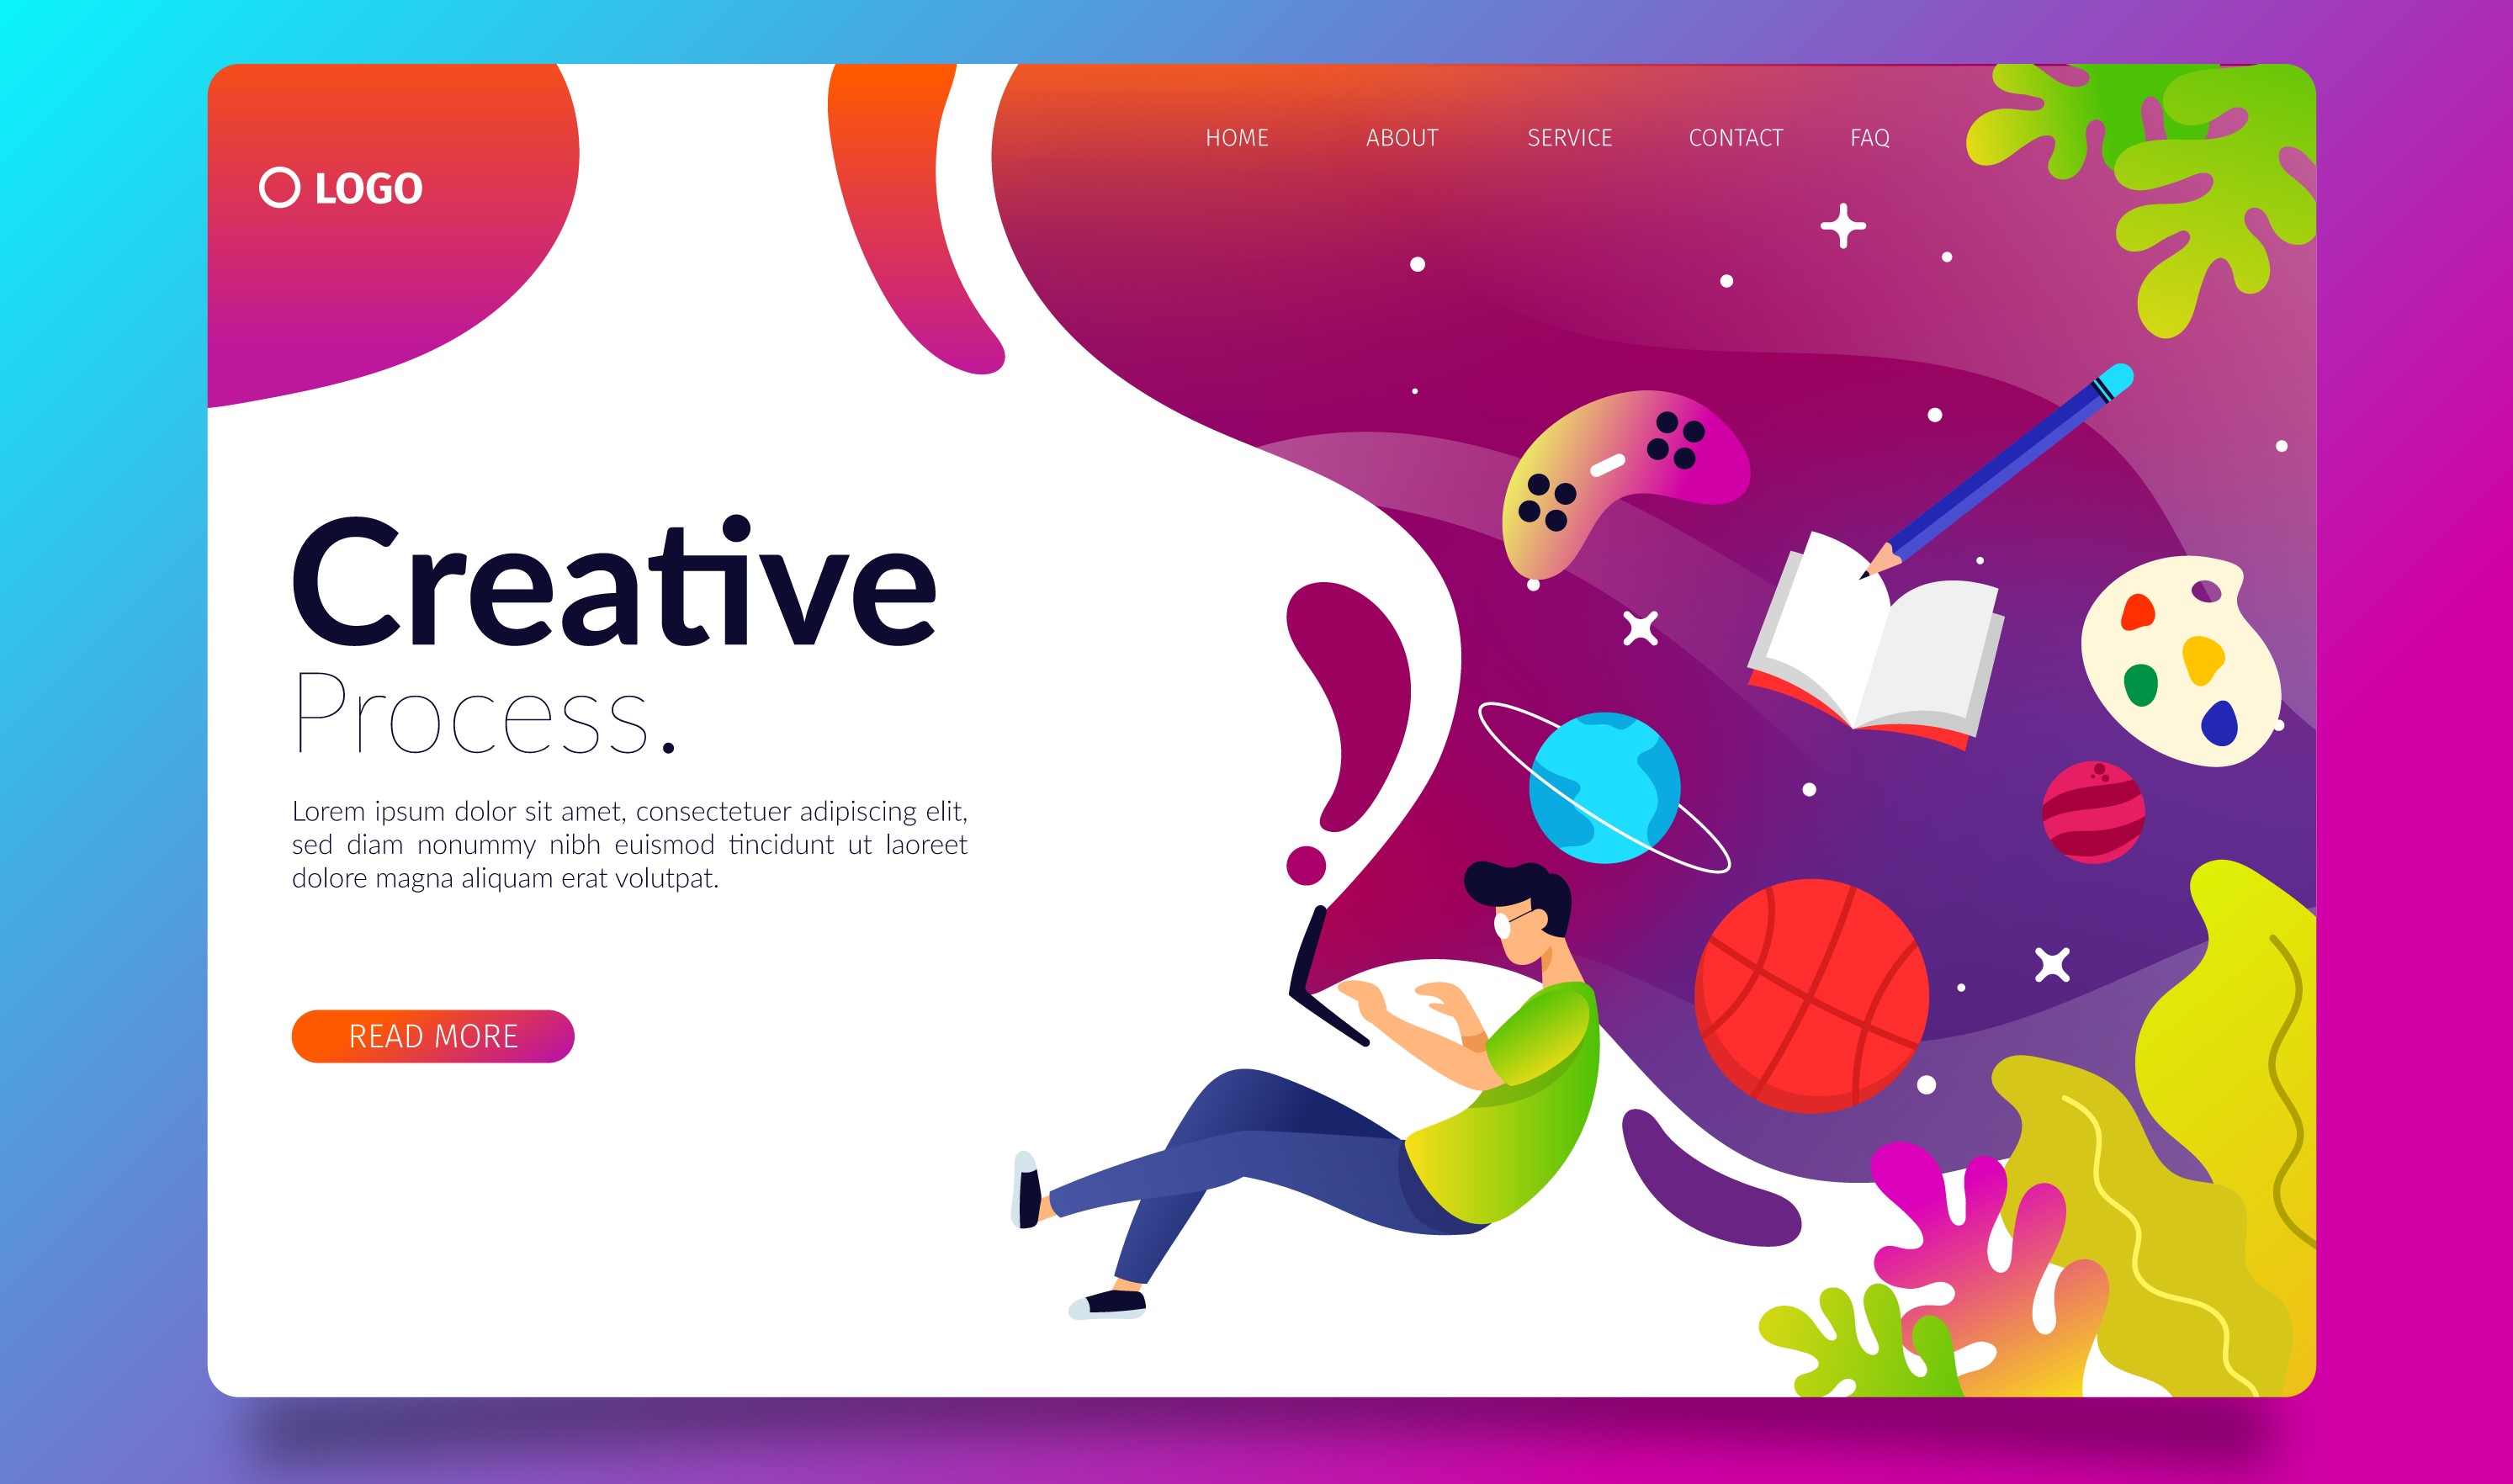 HOME ABOUT SERVICE CONTACT FAQ
LOGO
Creative
Process.
Lorem ipsum dolor sit amet, consectetuer adipiscing elit,
sed diam nonummy nibh euismod tincidunt ut laoreet
dolore magna aliquam erat volutpat.
READ MORE